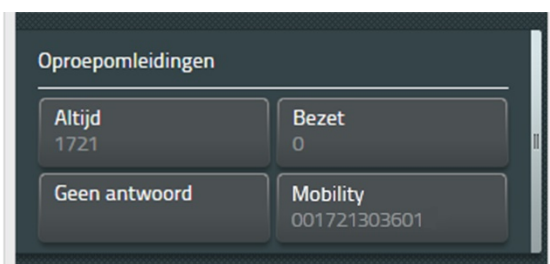 Oproepomleidingen
Altijd
1721
Bezet
0
Geen antwoord
Mobility
001721303601